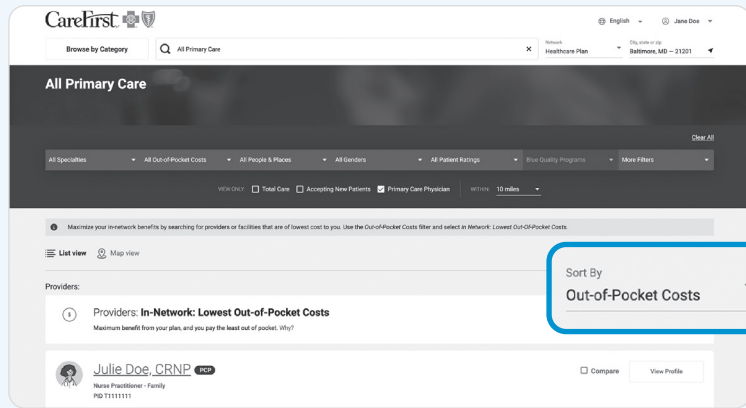 CareFirst
English
Jane Doe
Browse by Category
All Primary Care
Network
Healthcare Plan
City, state or zip
Baltimore, MD – 21201
All Primary Care
Clear All
All Specialties
All Out-of-Pocket Costs
All People & Places
All Genders
All Patient Ratings
Blue Quality Programs
More Filters
VIEW ONLY: Total Care Accepting New Patients Primary Care Physician WITHIN: 10 miles
Maximize your in-network benefits by searching for providers or facilities that are of lowest cost to you. Use the Out-of-Pocket Costs filter and select In Network: Lowest Out-Of-Pocket Costs.
List view Map view
Sort By
Out-of-Pocket Costs
Providers:
$
Providers: In-Network: Lowest Out-of-Pocket Costs
Maximum benefit from your plan, and you pay the least out of pocket. Why?
Julie Doe, CRNP PCP
Nurse Practitioner - Family
PID T1111111
Compare
View Profile